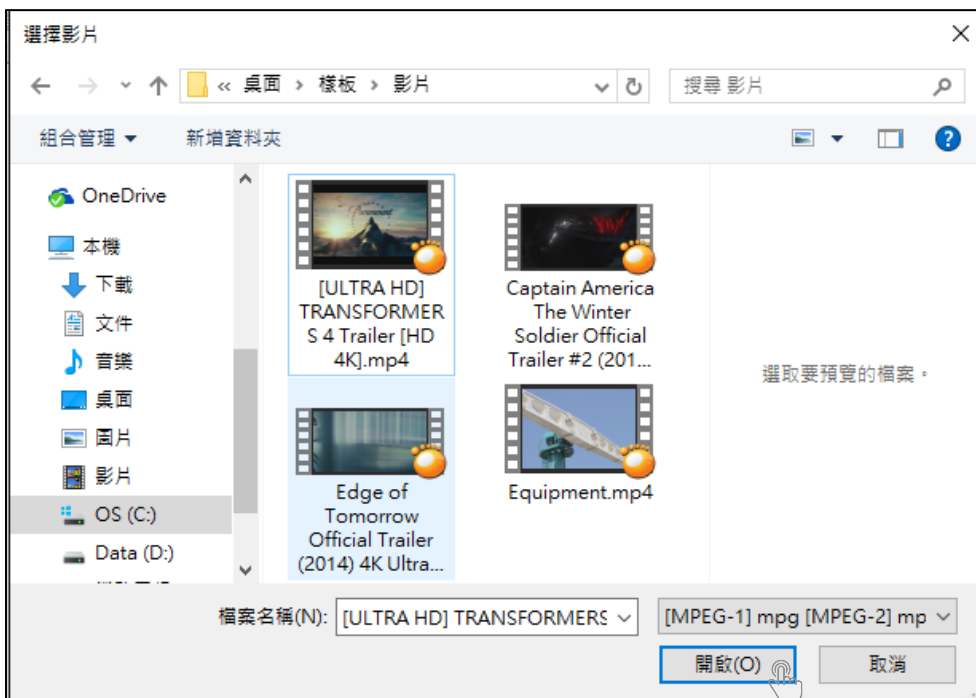 選擇影片
« 桌面 › 樣板 › 影片
搜尋 影片
組合管理
新增資料夾
OneDrive
本機
下載
文件
音樂
桌面
圖片
影片
OS (C:)
Data (D:)
[ULTRA HD]
TRANSFORMER
S 4 Trailer [HD
4K].mp4
Captain America
The Winter
Soldier Official
Trailer #2 (201...
Edge of
Tomorrow
Official Trailer
(2014) 4K Ultra...
Equipment.mp4
選取要預覽的檔案。
檔案名稱(N):
[ULTRA HD] TRANSFORMERS
[MPEG-1] mpg [MPEG-2] mp
開啟(O)
取消